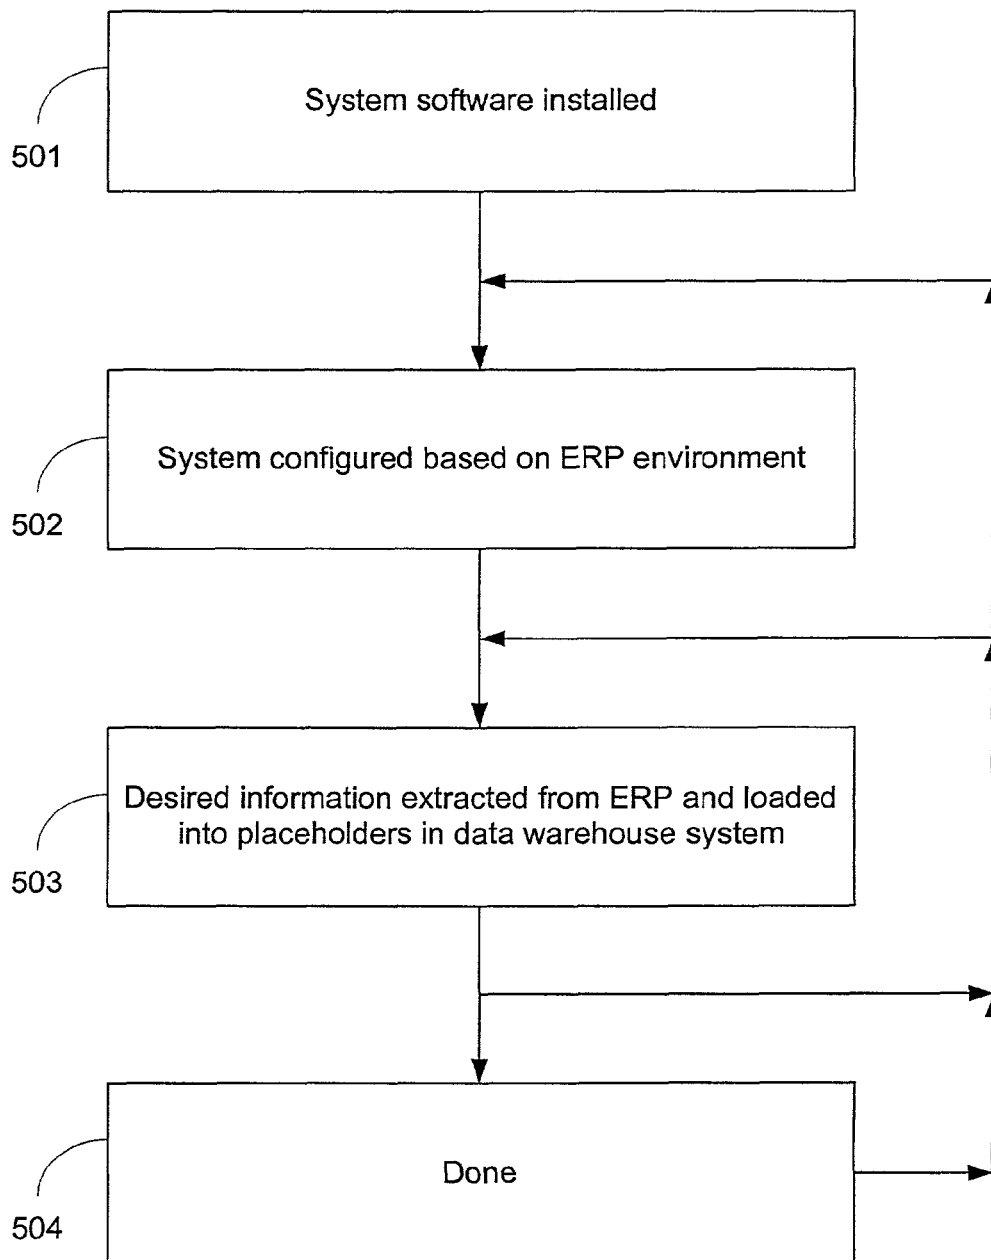 System software installed
501
System configured based on ERP environment
502
Desired information extracted from ERP and loaded
into placeholders in data warehouse system
503
Done
504